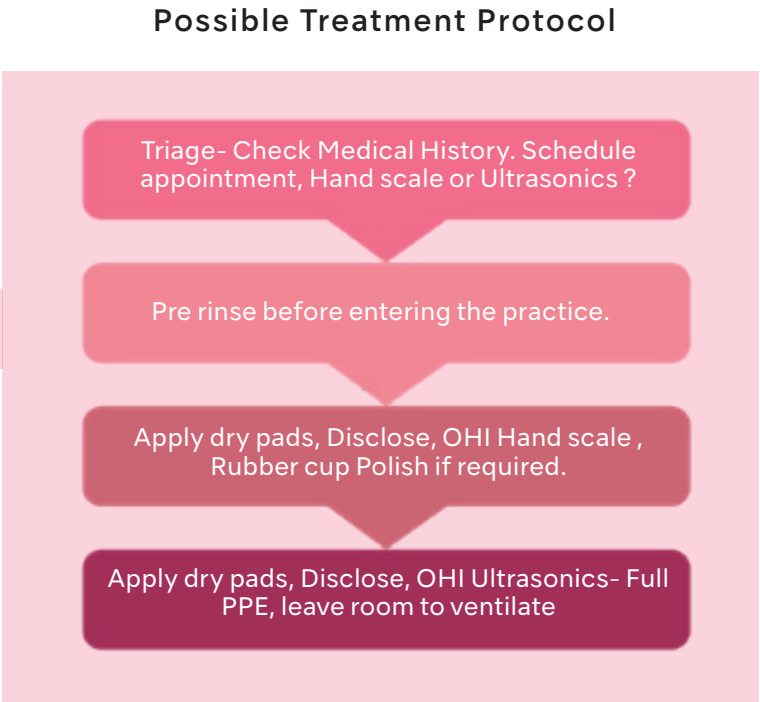 Possible Treatment Protocol
Triage- Check Medical History. Schedule
appointment, Hand scale or Ultrasonics ?
Pre rinse before entering the practice.
Apply dry pads, Disclose, OHI Hand scale ,
Rubber cup Polish if required.
Apply dry pads, Disclose, OHI Ultrasonics- Full
PPE, leave room to ventilate